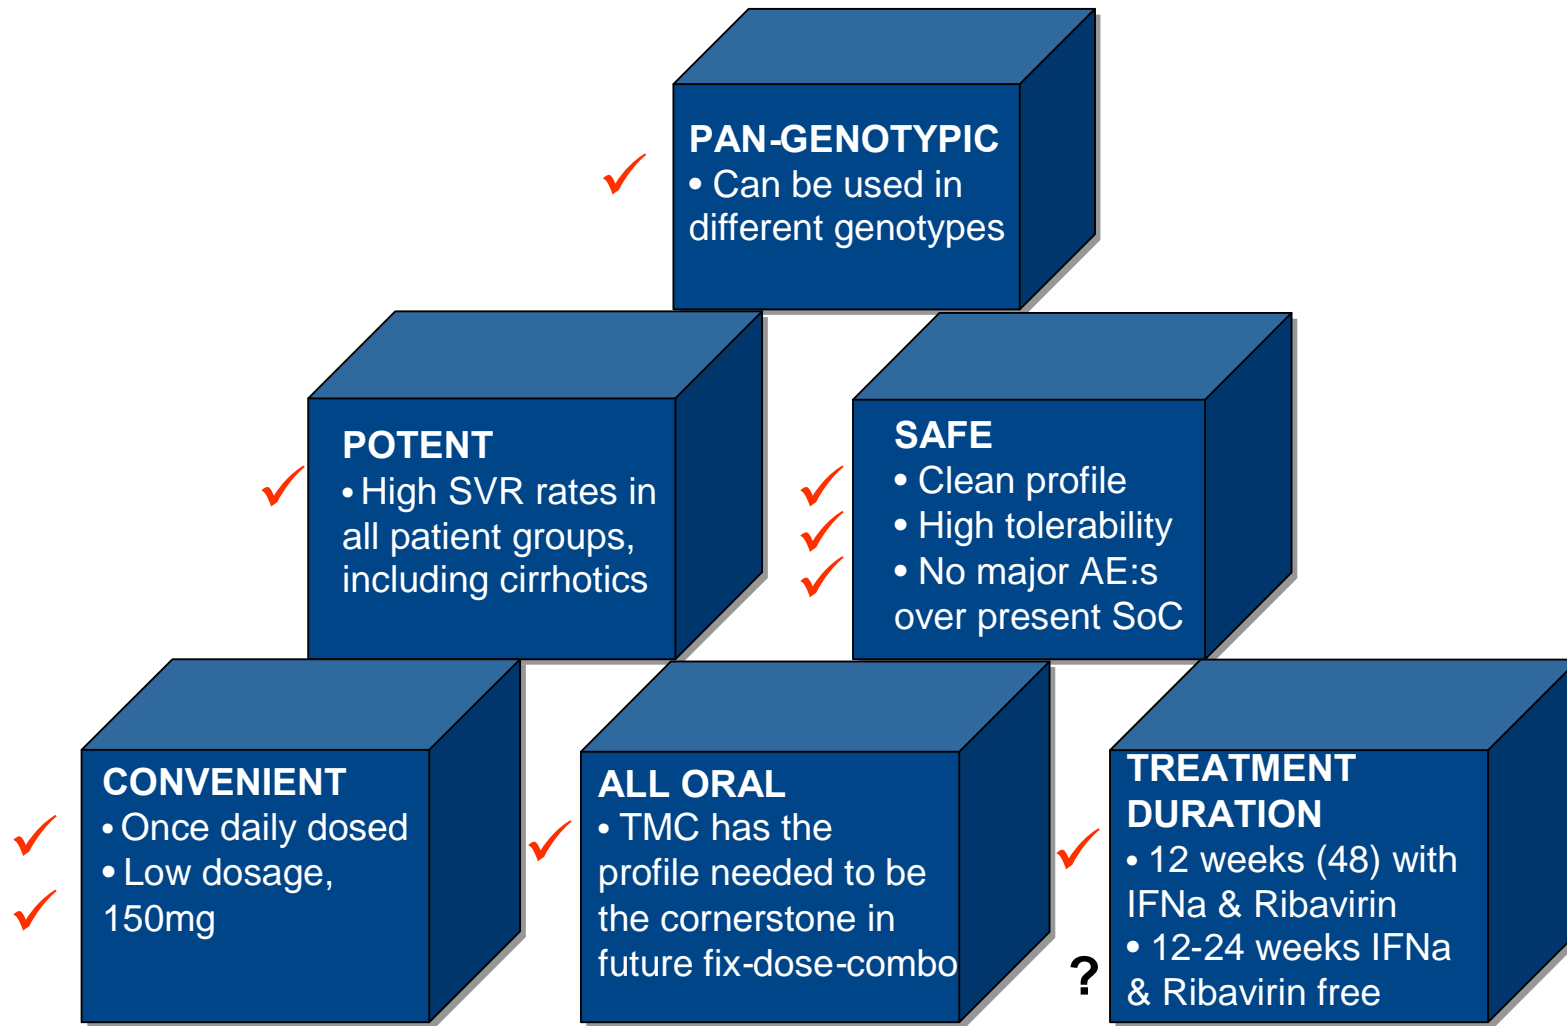 PAN-GENOTYPIC
• Can be used in
different genotypes
POTENT
• High SVR rates in
all patient groups,
including cirrhotics
SAFE
• Clean profile
• High tolerability
• No major AE:s
over present SoC
CONVENIENT
• Once daily dosed
• Low dosage,
150mg
ALL ORAL
• TMC has the
profile needed to be
the cornerstone in
future fix-dose-combo
TREATMENT
DURATION
• 12 weeks (48) with
IFNa & Ribavirin
• 12-24 weeks IFNa
& Ribavirin free
?